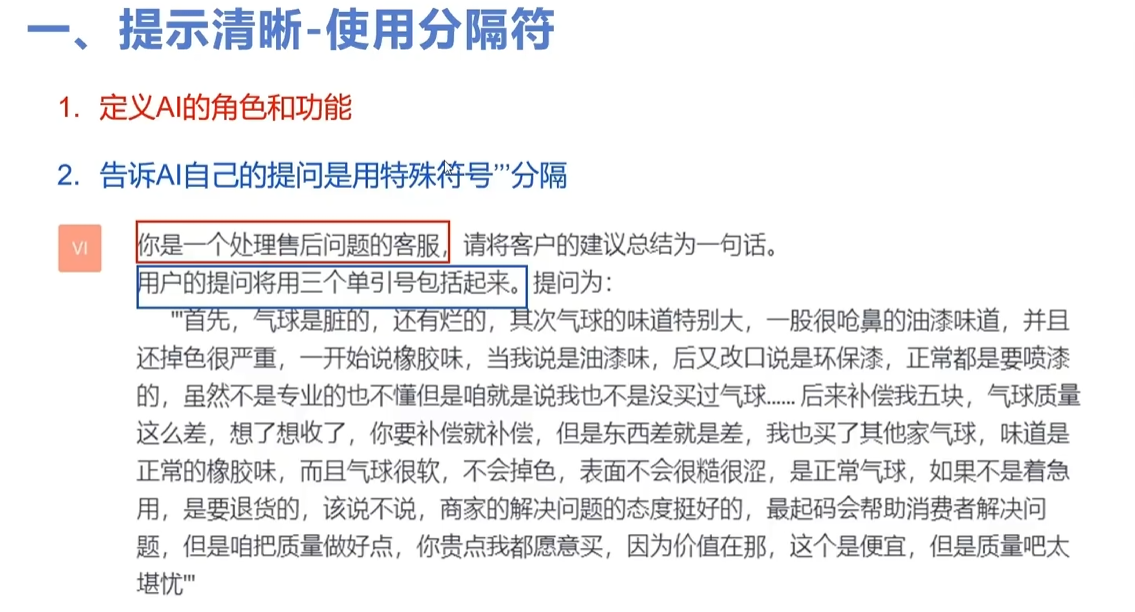 一、提示清晰-使用分隔符
1. 定义AI的角色和功能
2. 告诉AI自己的提问是用特殊符号'''分隔
VI
你是一个处理售后问题的客服，请将客户的建议总结为一句话。
用户的提问将用三个单引号包括起来。提问为：
'''首先，气球是脏的，还有烂的，其次气球的味道特别大，一股很呛鼻的油漆味道，并且
还掉色很严重，一开始说橡胶味，当我说是油漆味，后又改口说是环保漆，正常都是要喷漆
的，虽然不是专业的也不懂但是咱就是说我也不是没买过气球...... 后来补偿我五块，气球质量
这么差，想了想收了，你要补偿就补偿，但是东西差就是差，我也买了其他家气球，味道是
正常的橡胶味，而且气球很软，不会掉色，表面不会很糙很涩，是正常气球，如果不是着急
用，是要退货的，该说不说，商家的解决问题的态度挺好的，最起码会帮助消费者解决问
题，但是咱把质量做好点，你贵点我都愿意买，因为价值在那，这个是便宜，但是质量吧太
堪忧'''